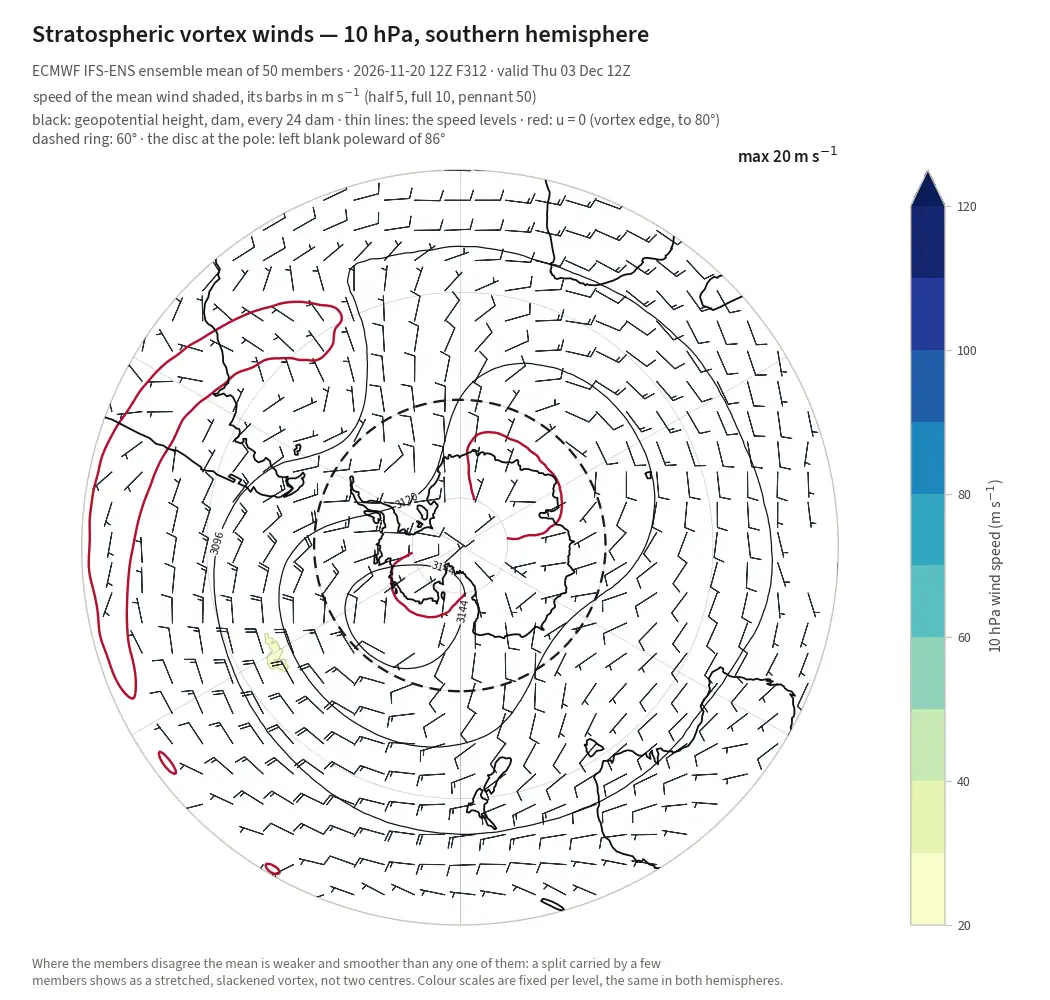 Stratospheric vortex winds — 10 hPa, southern hemisphere
ECMWF IFS-ENS ensemble mean of 50 members · 2026-11-20 12Z F312 · valid Thu 03 Dec 12Z
speed of the mean wind shaded, its barbs in m s⁻¹ (half 5, full 10, pennant 50)
black: geopotential height, dam, every 24 dam · thin lines: the speed levels · red: u = 0 (vortex edge, to 80°)
dashed ring: 60° · the disc at the pole: left blank poleward of 86°
max 20 m s⁻¹
120
100
80
60
40
20
10 hPa wind speed (m s⁻¹)
3120
3096
3144
Where the members disagree the mean is weaker and smoother than any one of them: a split carried by a few
members shows as a stretched, slackened vortex, not two centres. Colour scales are fixed per level, the same in both hemispheres.